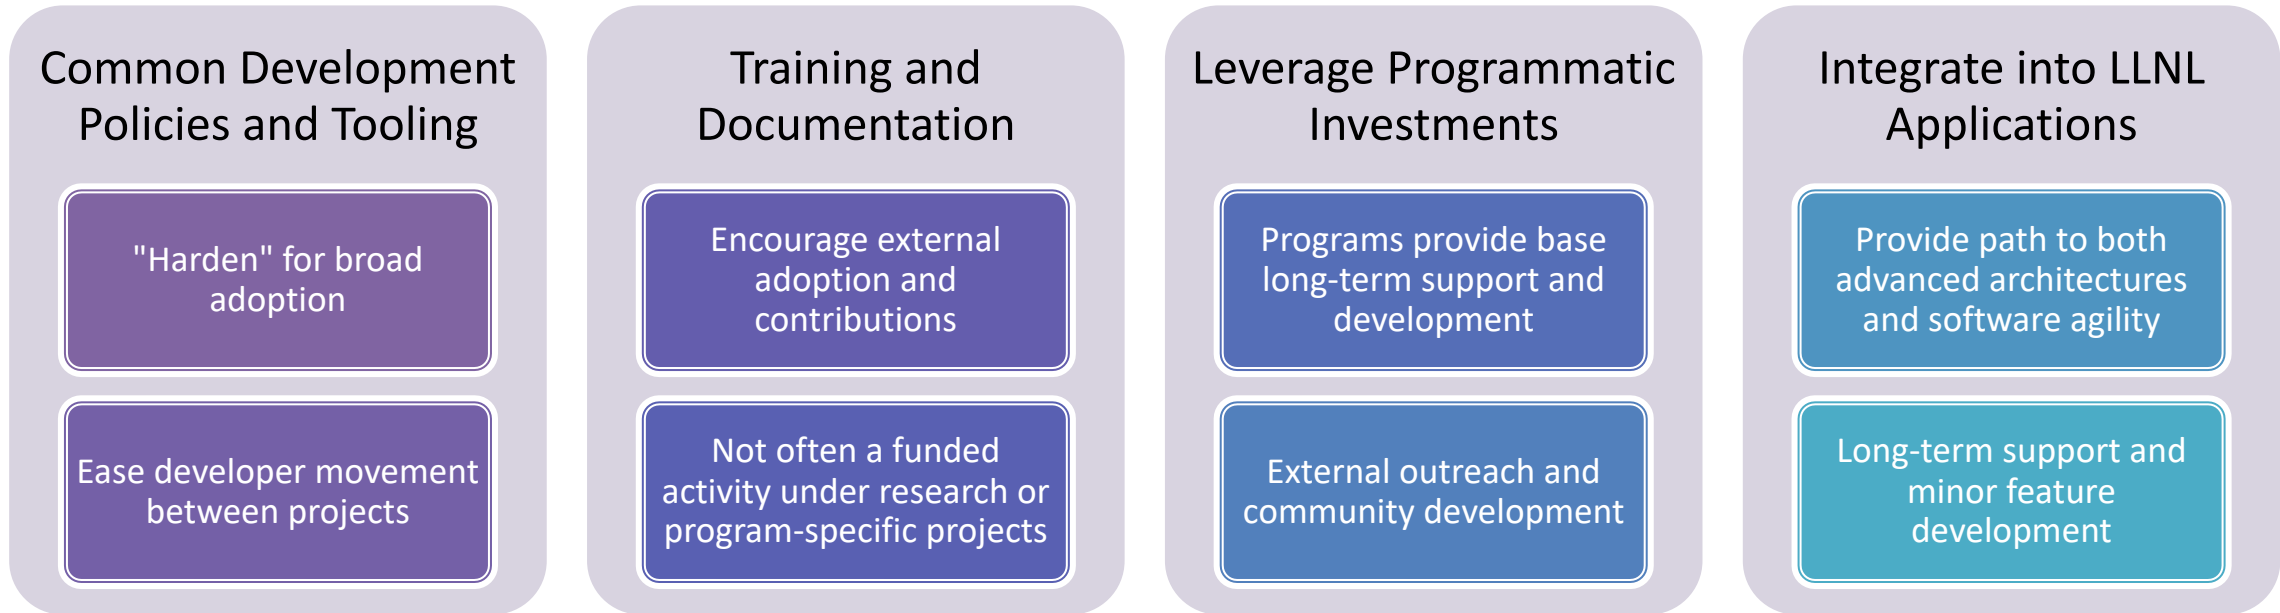 Common Development
Policies and Tooling
"Harden" for broad
adoption
Ease developer movement
between projects
Training and
Documentation
Encourage external
adoption and
contributions
Not often a funded
activity under research or
program-specific projects
Leverage Programmatic
Investments
Programs provide base
long-term support and
development
External outreach and
community development
Integrate into LLNL
Applications
Provide path to both
advanced architectures
and software agility
Long-term support and
minor feature
development